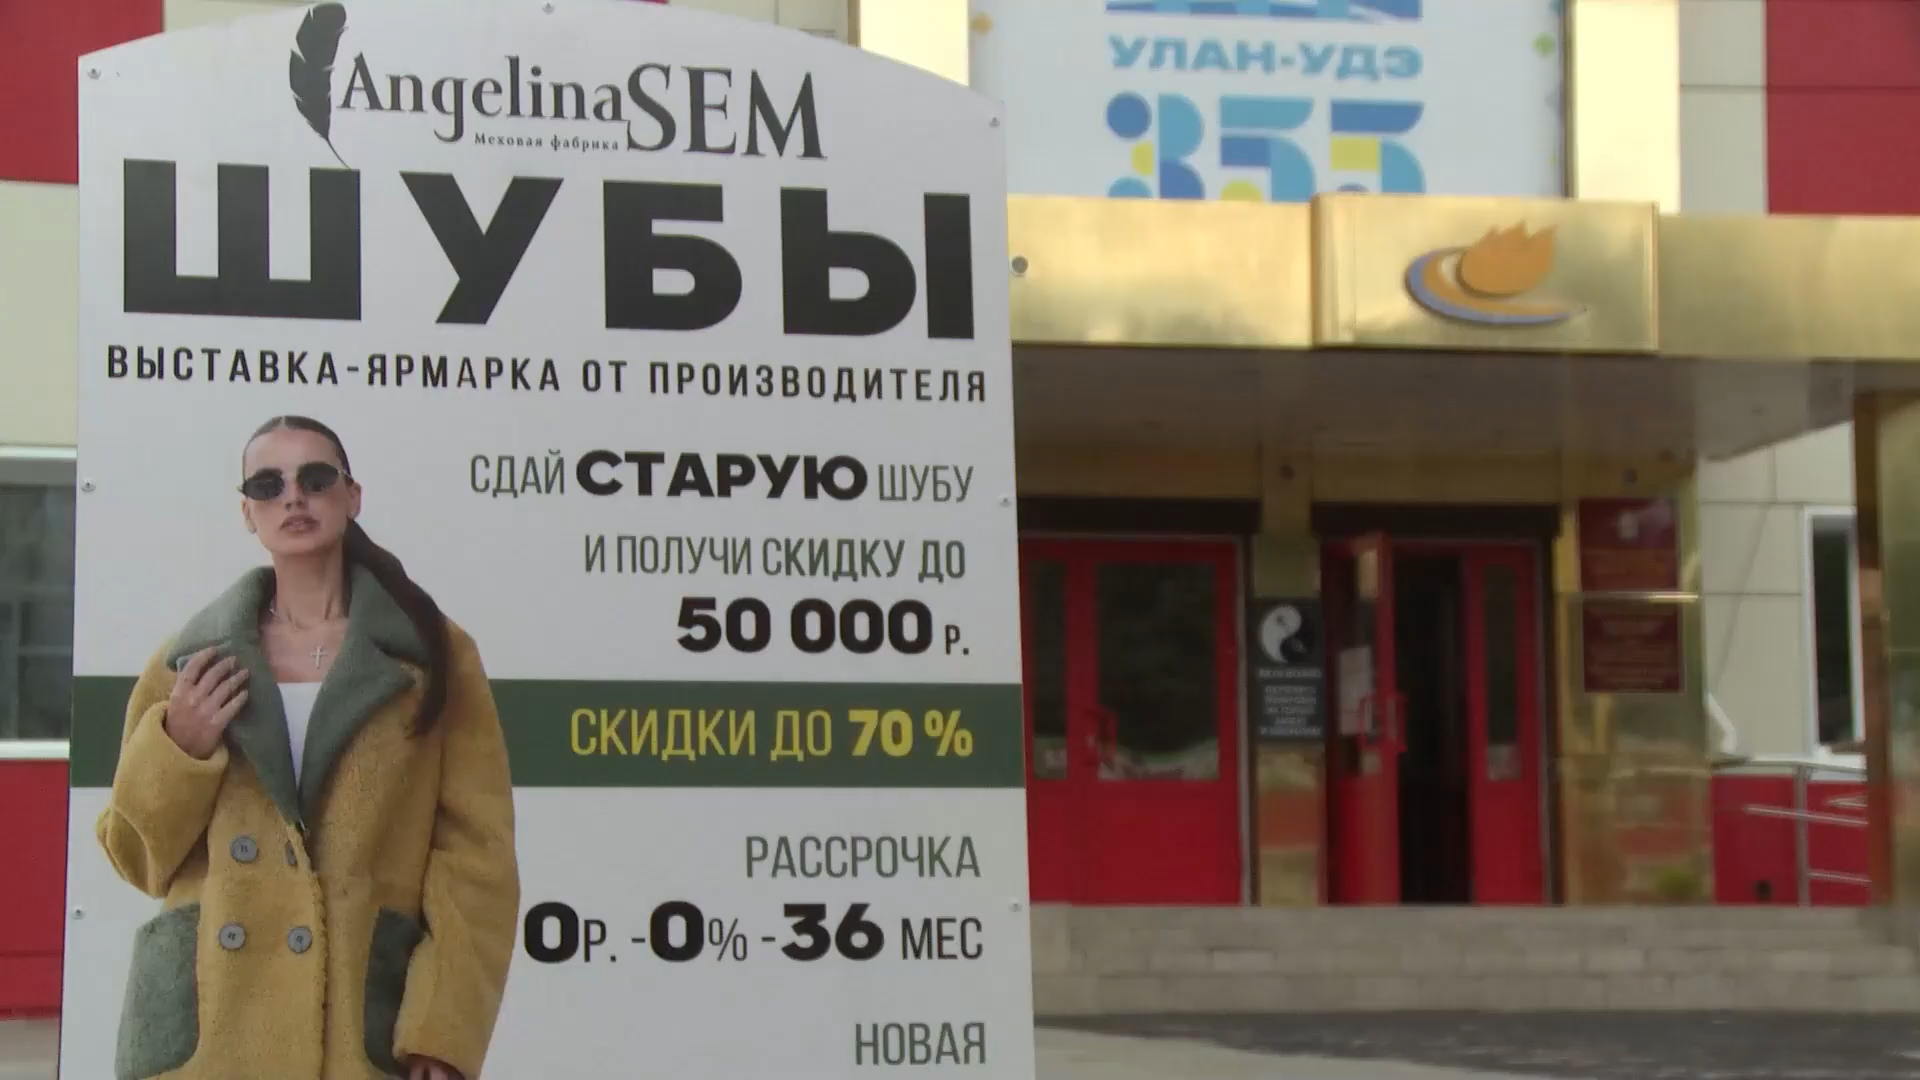 AngelinaSEM
Меховая фабрика
ШУБЫ
ВЫСТАВКА-ЯРМАРКА ОТ ПРОИЗВОДИТЕЛЯ
СДАЙ СТАРУЮ ШУБУ
И ПОЛУЧИ СКИДКУ ДО
50 000 Р.
СКИДКИ ДО 70 %
РАССРОЧКА
0Р. -0% -36 МЕС
НОВАЯ
УЛАН-УДЭ
355